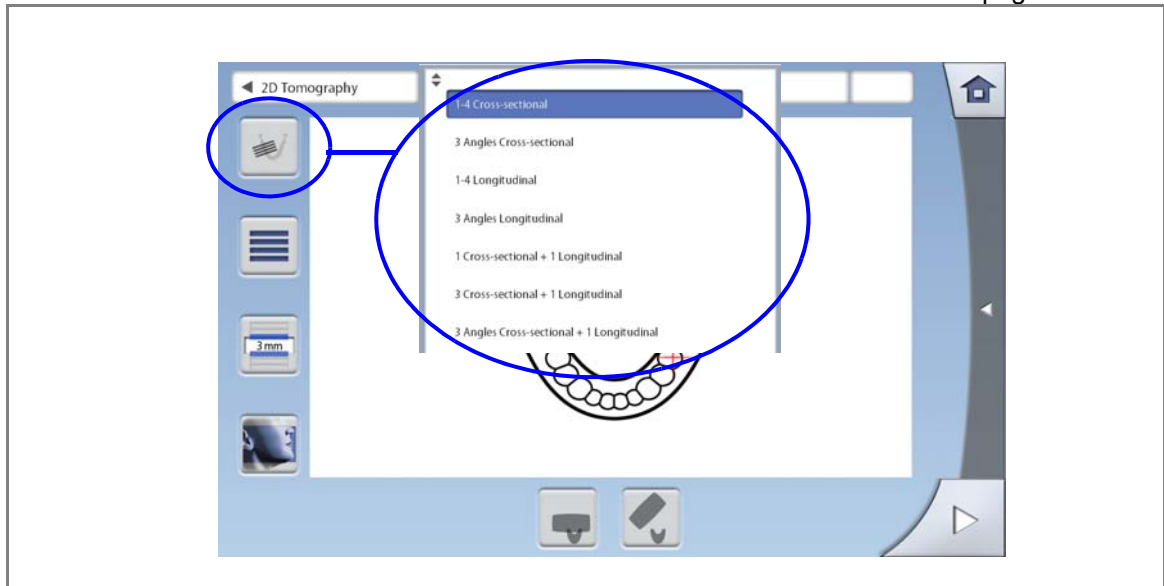 2D Tomography
1-4 Cross-sectional
3 Angles Cross-sectional
1-4 Longitudinal
3 Angles Longitudinal
1 Cross-sectional + 1 Longitudinal
3 Cross-sectional + 1 Longitudinal
3 Angles Cross-sectional + 1 Longitudinal
3 mm